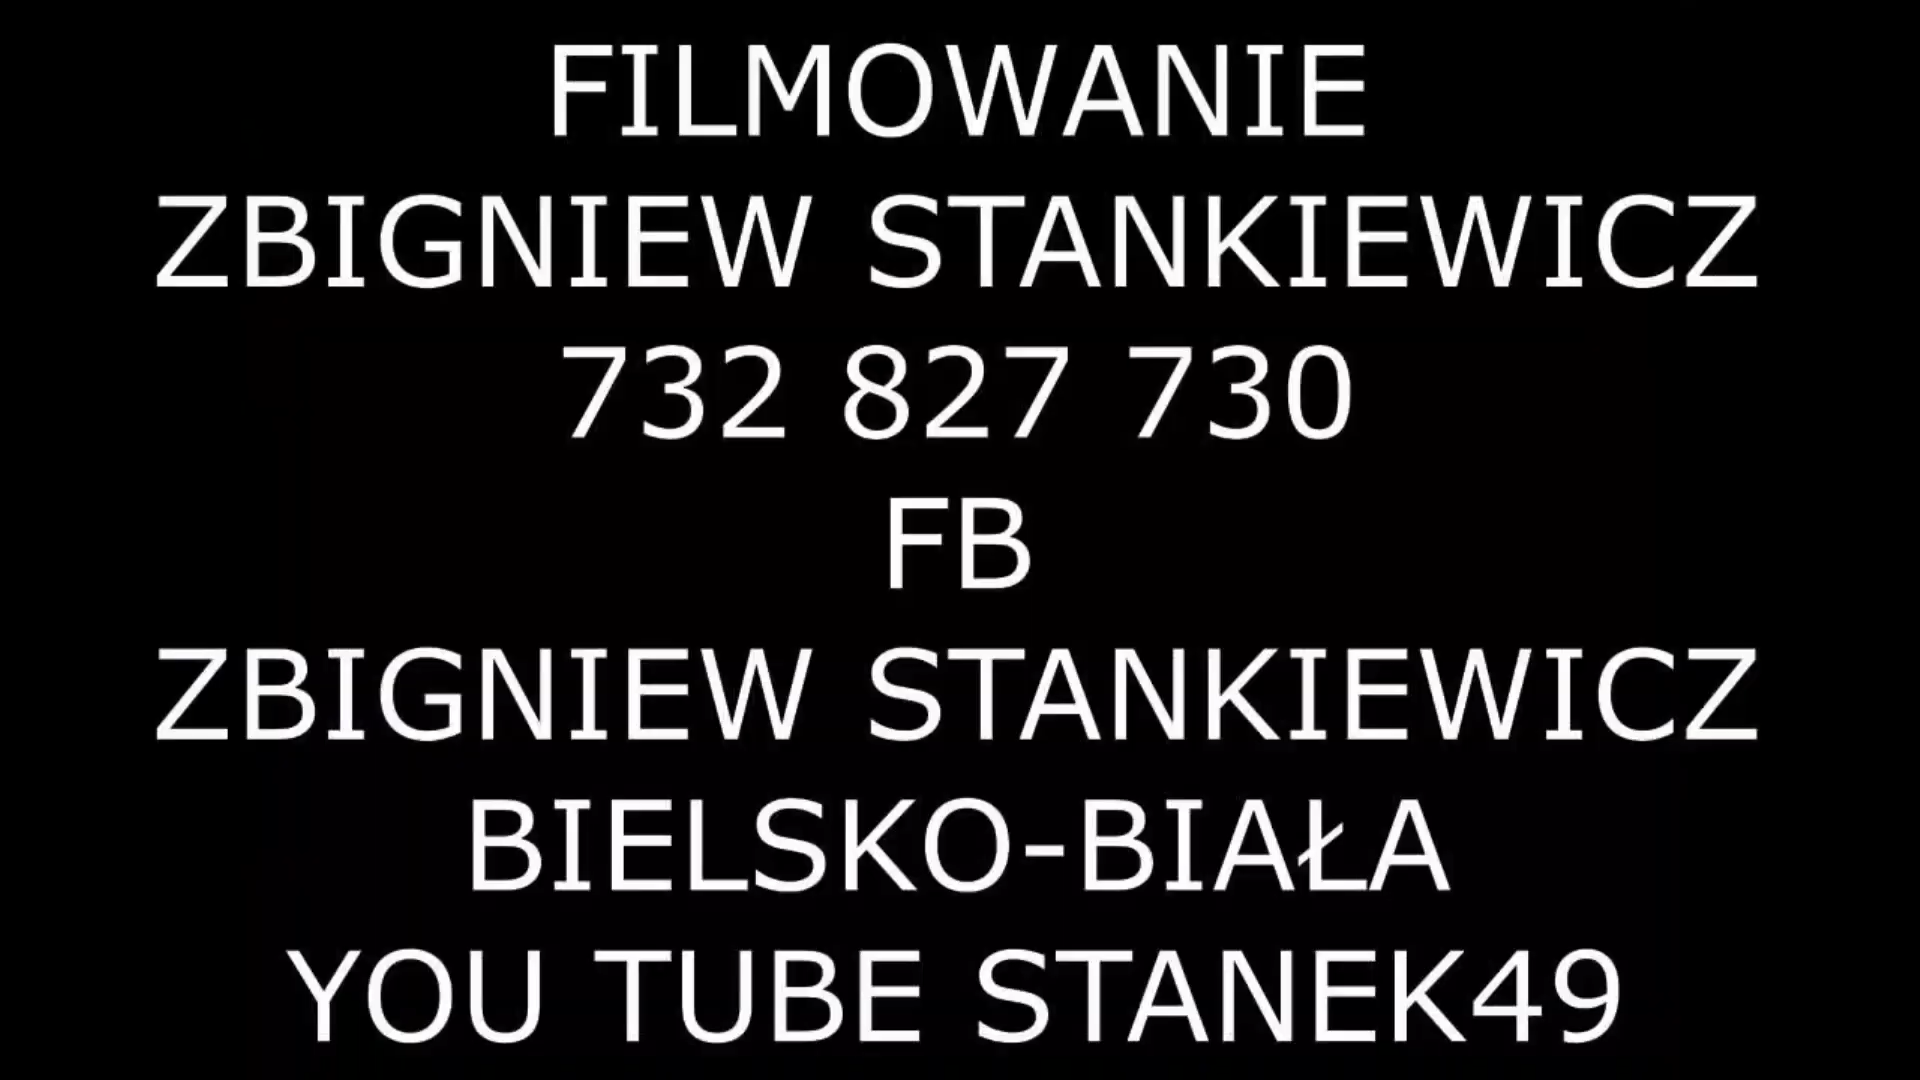 FILMOWANIE
ZBIGNIEW STANKIEWICZ
732 827 730
FB
ZBIGNIEW STANKIEWICZ
BIELSKO-BIAŁA
YOU TUBE STANEK49